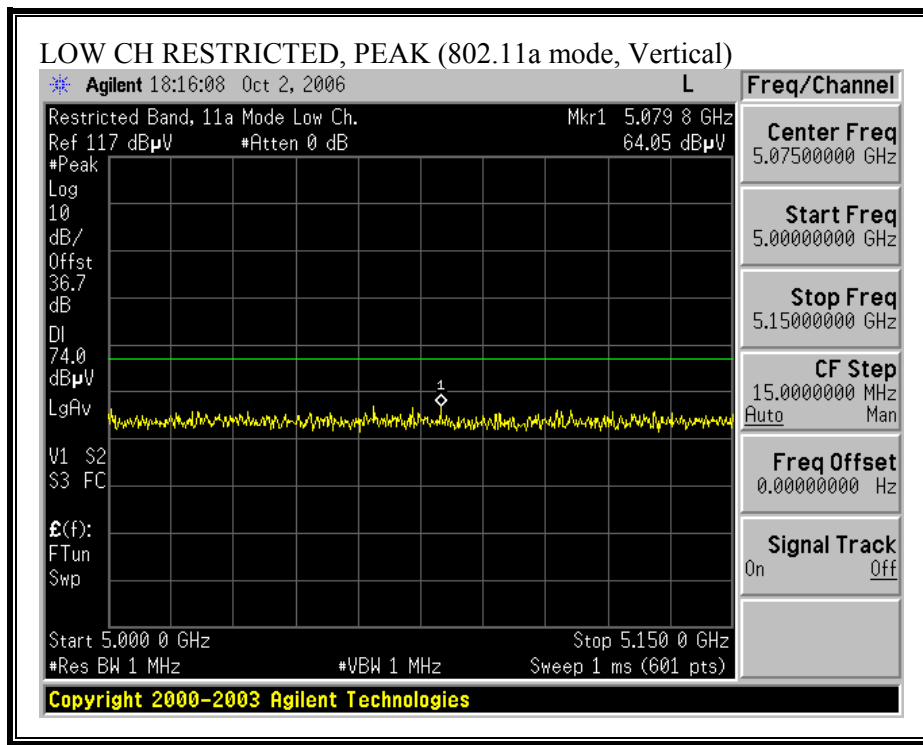 LOW CH RESTRICTED, PEAK (802.11a mode, Vertical)
Agilent 18:16:08 Oct 2, 2006 L
Freq/Channel
Restricted Band, 11a Mode Low Ch. Mkr1 5.079 8 GHz
Ref 117 dBµV #Atten 0 dB 64.05 dBµV
#Peak
Log
10
dB/
Offst
36.7
dB
DI
74.0
dBµV
LgAv
V1 S2
S3 FC
£(f):
FTun
Swp
1
Start 5.000 0 GHz Stop 5.150 0 GHz
#Res BW 1 MHz #VBW 1 MHz Sweep 1 ms (601 pts)
Center Freq
5.07500000 GHz
Start Freq
5.00000000 GHz
Stop Freq
5.15000000 GHz
CF Step
15.0000000 MHz
Auto Man
Freq Offset
0.00000000 Hz
Signal Track
On Off
Copyright 2000-2003 Agilent Technologies